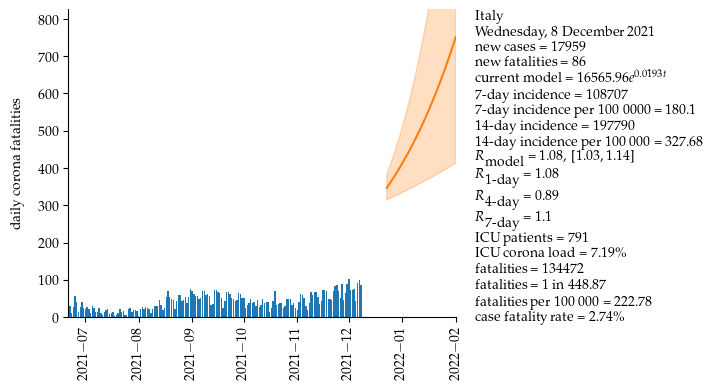 800
700
600
500
400
300
200
100
0
daily corona fatalities
2021−07
2021−08
2021−09
2021−10
2021−11
2021−12
2022−01
2022−02
Italy
Wednesday, 8 December 2021
new cases = 17959
new fatalities = 86
current model = 16565.96e^0.0193t
7-day incidence = 108707
7-day incidence per 100 0000 = 180.1
14-day incidence = 197790
14-day incidence per 100 000 = 327.68
R_model = 1.08, [1.03, 1.14]
R_1-day = 1.08
R_4-day = 0.89
R_7-day = 1.1
ICU patients = 791
ICU corona load = 7.19%
fatalities = 134472
fatalities = 1 in 448.87
fatalities per 100 000 = 222.78
case fatality rate = 2.74%